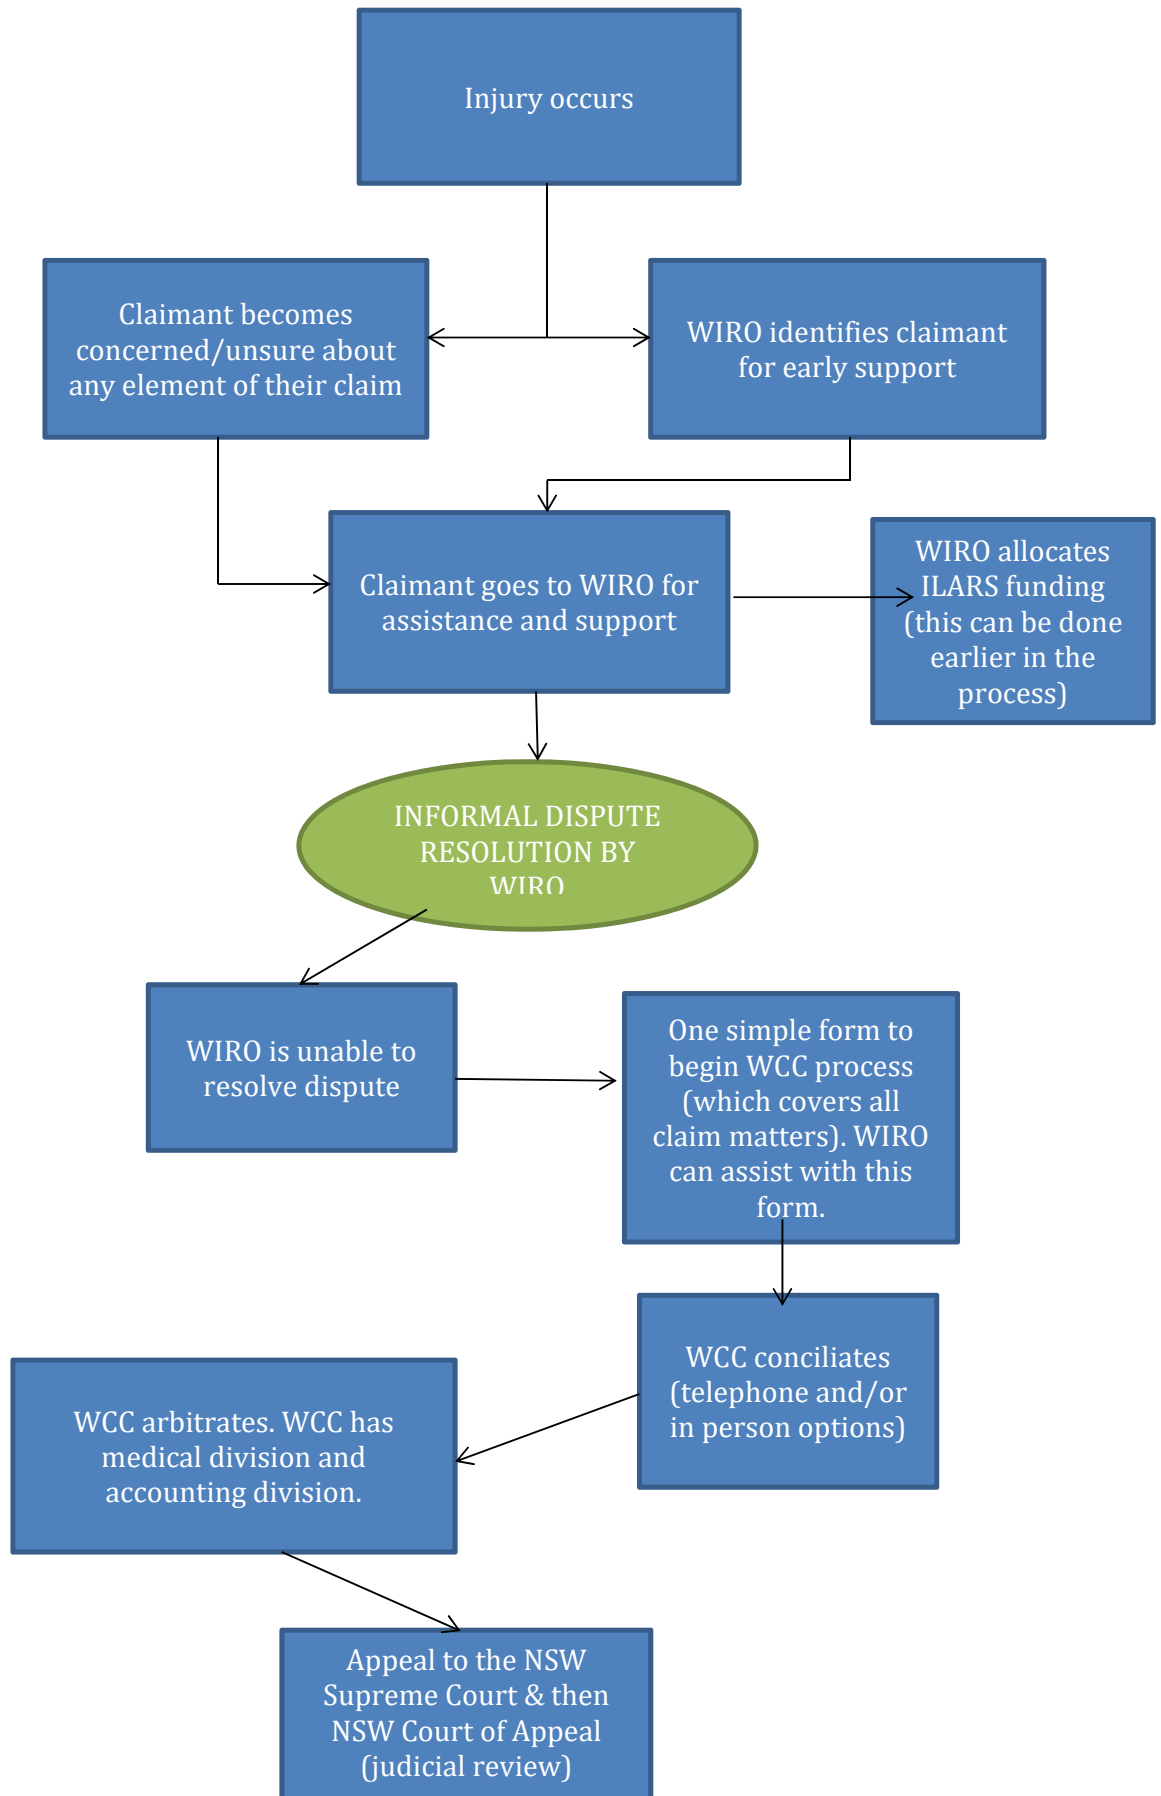 Injury occurs
Claimant becomes
concerned/unsure about
any element of their claim
WIRO identifies claimant
for early support
Claimant goes to WIRO for
assistance and support
WIRO allocates
ILARS funding
(this can be done
earlier in the
process)
INFORMAL DISPUTE
RESOLUTION BY
WIRO
WIRO is unable to
resolve dispute
One simple form to
begin WCC process
(which covers all
claim matters). WIRO
can assist with this
form.
WCC conciliates
(telephone and/or
in person options)
WCC arbitrates. WCC has
medical division and
accounting division.
Appeal to the NSW
Supreme Court & then
NSW Court of Appeal
(judicial review)